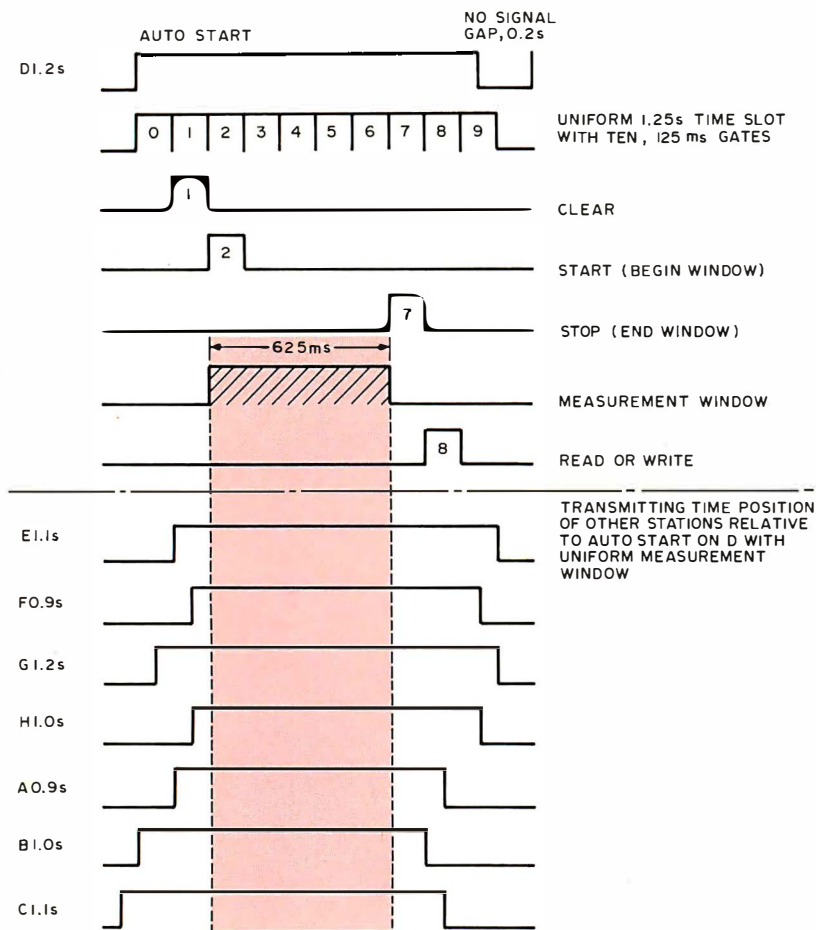 AUTO START
NO SIGNAL
GAP, 0.2s
D1.2s
0 1 2 3 4 5 6 7 8 9
UNIFORM 1.25s TIME SLOT
WITH TEN, 125 ms GATES
1
CLEAR
2
START (BEGIN WINDOW)
7
STOP (END WINDOW)
625ms
MEASUREMENT WINDOW
8
READ OR WRITE
TRANSMITTING TIME POSITION
OF OTHER STATIONS RELATIVE
TO AUTO START ON D WITH
UNIFORM MEASUREMENT
WINDOW
E1.1s
F0.9s
G1.2s
H1.0s
A0.9s
B1.0s
C1.1s